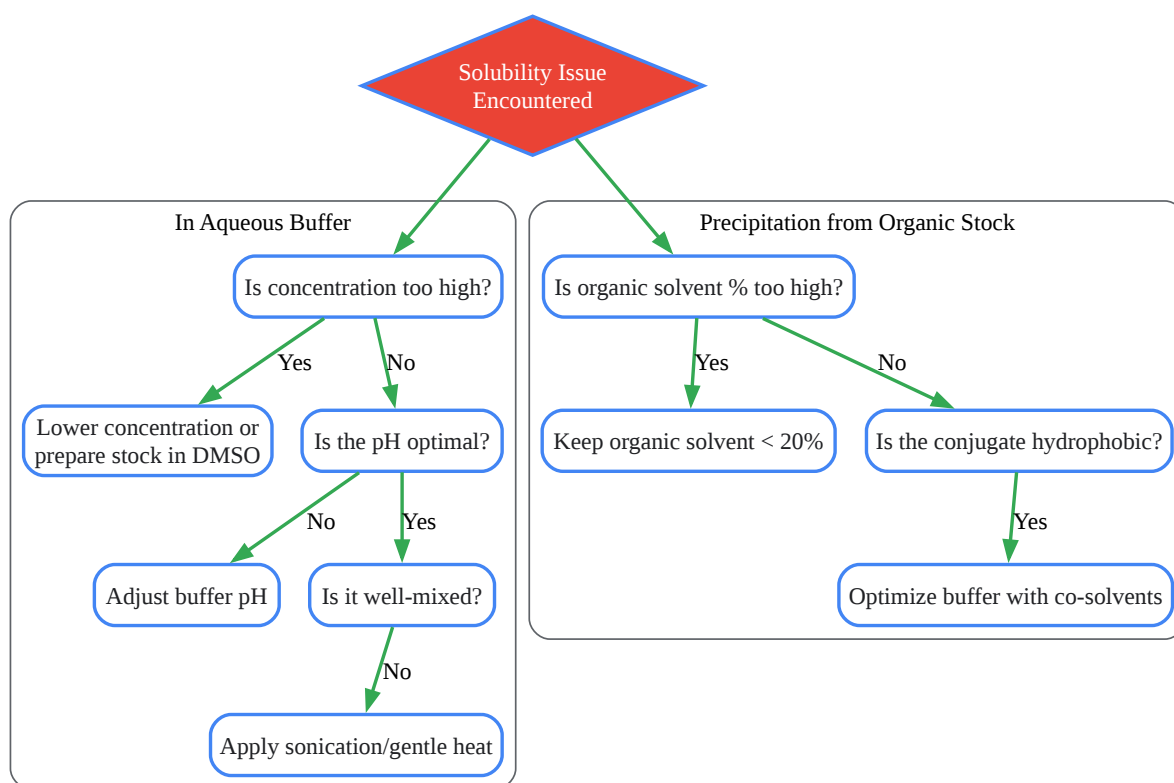 Solubility Issue
Encountered
In Aqueous Buffer
Precipitation from Organic Stock
Is concentration too high?
Is organic solvent % too high?
Yes
No
Yes
No
Lower concentration or
prepare stock in DMSO
Is the pH optimal?
Keep organic solvent < 20%
Is the conjugate hydrophobic?
No
Yes
Yes
Adjust buffer pH
Is it well-mixed?
Optimize buffer with co-solvents
No
Apply sonication/gentle heat